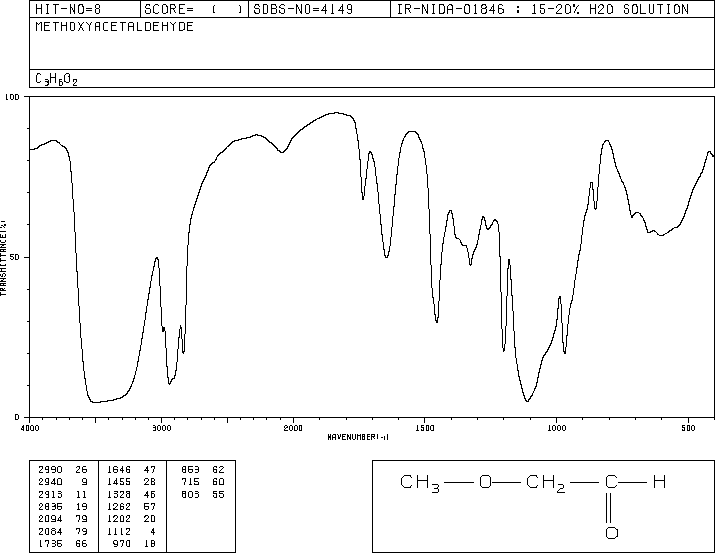 HIT-NO=8 SCORE= ( ) SDBS-NO=4149 IR-NIDA-01846 : 15-20% H2O SOLUTION
METHOXYACETALDEHYDE
C3H6O2
100
50
0
TRANSMITTANCE(%)
4000 3000 2000 1500 1000 500
WAVENUMBER(-1)
2990 26 1646 47 853 62
2940 9 1455 28 715 60
2913 11 1328 46 603 55
2835 19 1262 57
2094 79 1202 20
2084 79 1112 4
1735 66 970 18
CH3 O CH2 C H
O